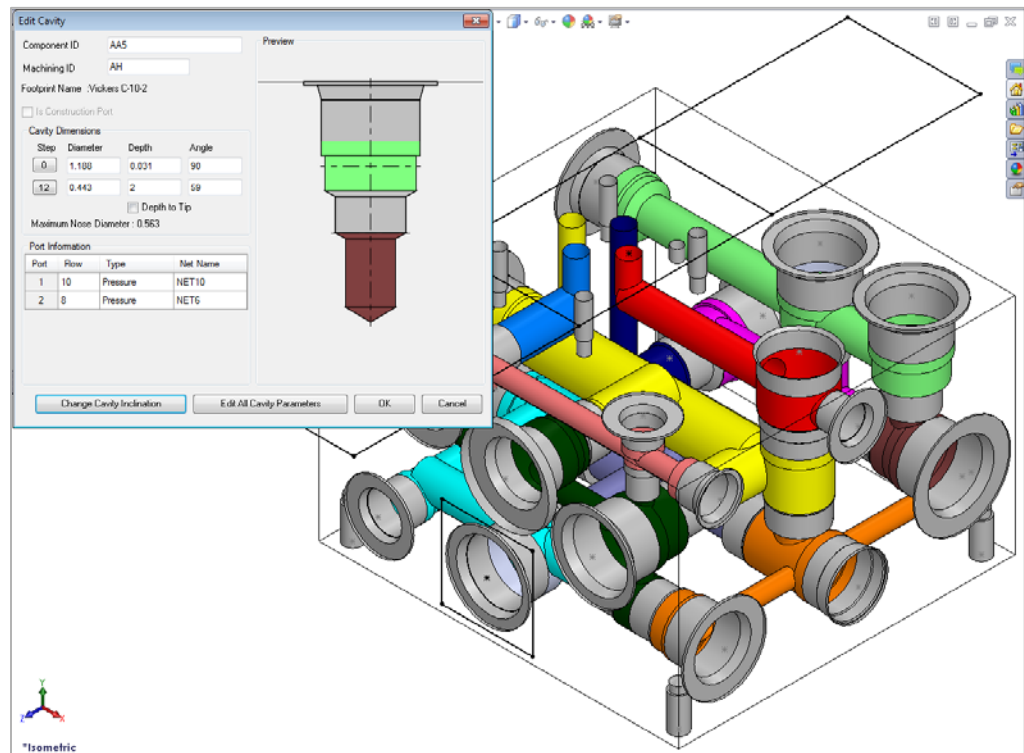 Edit Cavity
Component ID AA5
Machining ID AH
Footprint Name :Vickers C-10-2
Is Construction Port
Cavity Dimensions
Step Diameter Depth Angle
0 1.188 0.031 90
12 0.443 2 59
Depth to Tip
Maximum Nose Diameter : 0.563
Port Information
Port Row Type Net Name
1 10 Pressure NET10
2 8 Pressure NET6
Preview
Change Cavity Inclination Edit All Cavity Parameters OK Cancel
Y
Z X
*Isometric